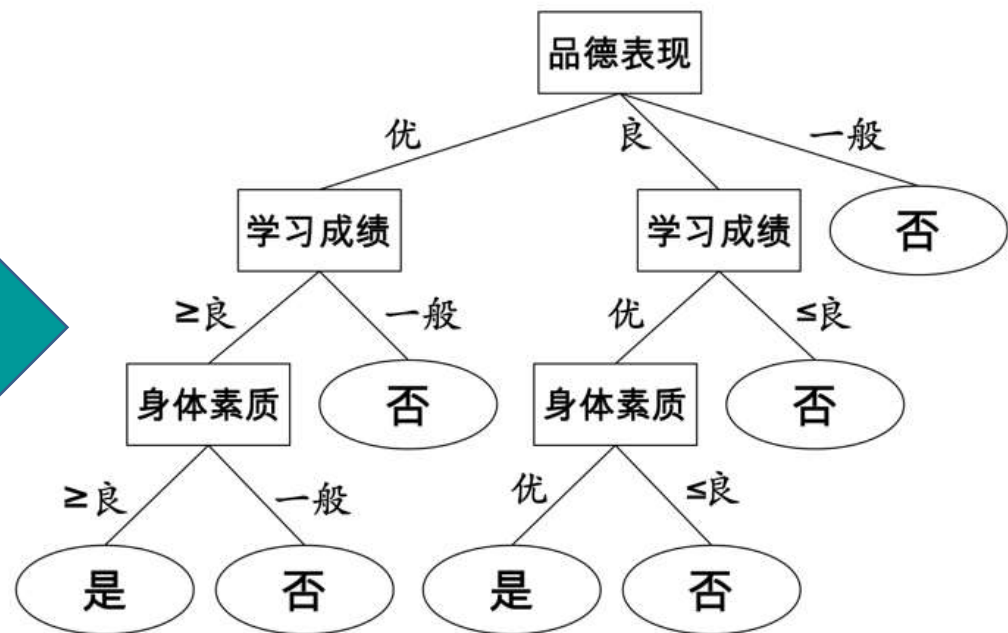 品德表现
优
良
一般
学习成绩
学习成绩
否
≥良
一般
优
≤良
身体素质
否
身体素质
否
≥良
一般
优
≤良
是
否
是
否